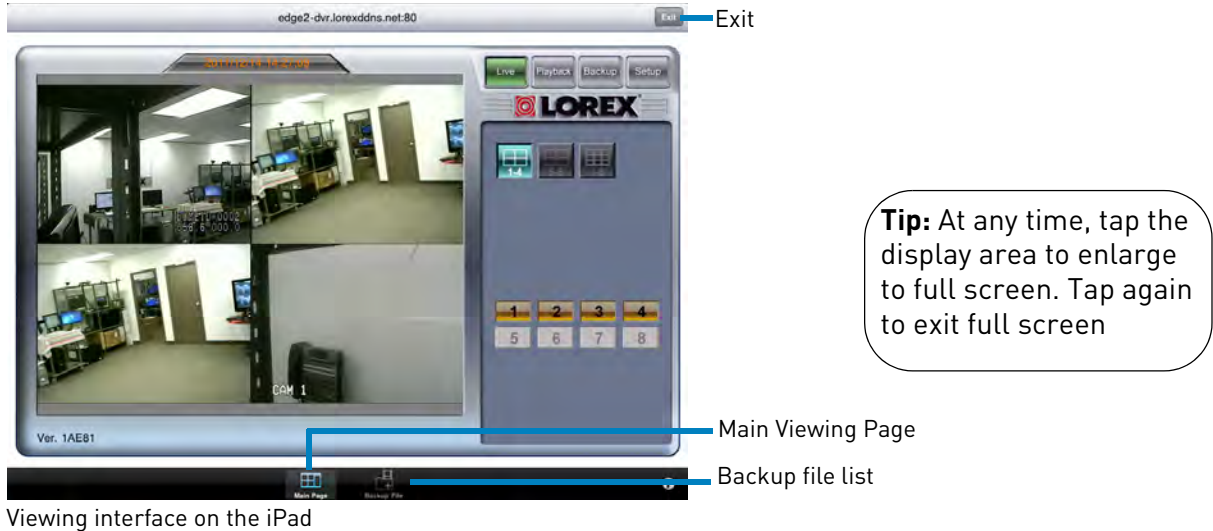 edge2-dvr.lorexddns.net:80
Exit
Exit
Live Playback Backup Setup
LOREX
1-4
1 2 3 4
5 6 7 8
CAM 1
Ver. 1AE81
Tip: At any time, tap the
display area to enlarge
to full screen. Tap again
to exit full screen
Main Viewing Page
Main Page
Backup File
Backup file list
Viewing interface on the iPad